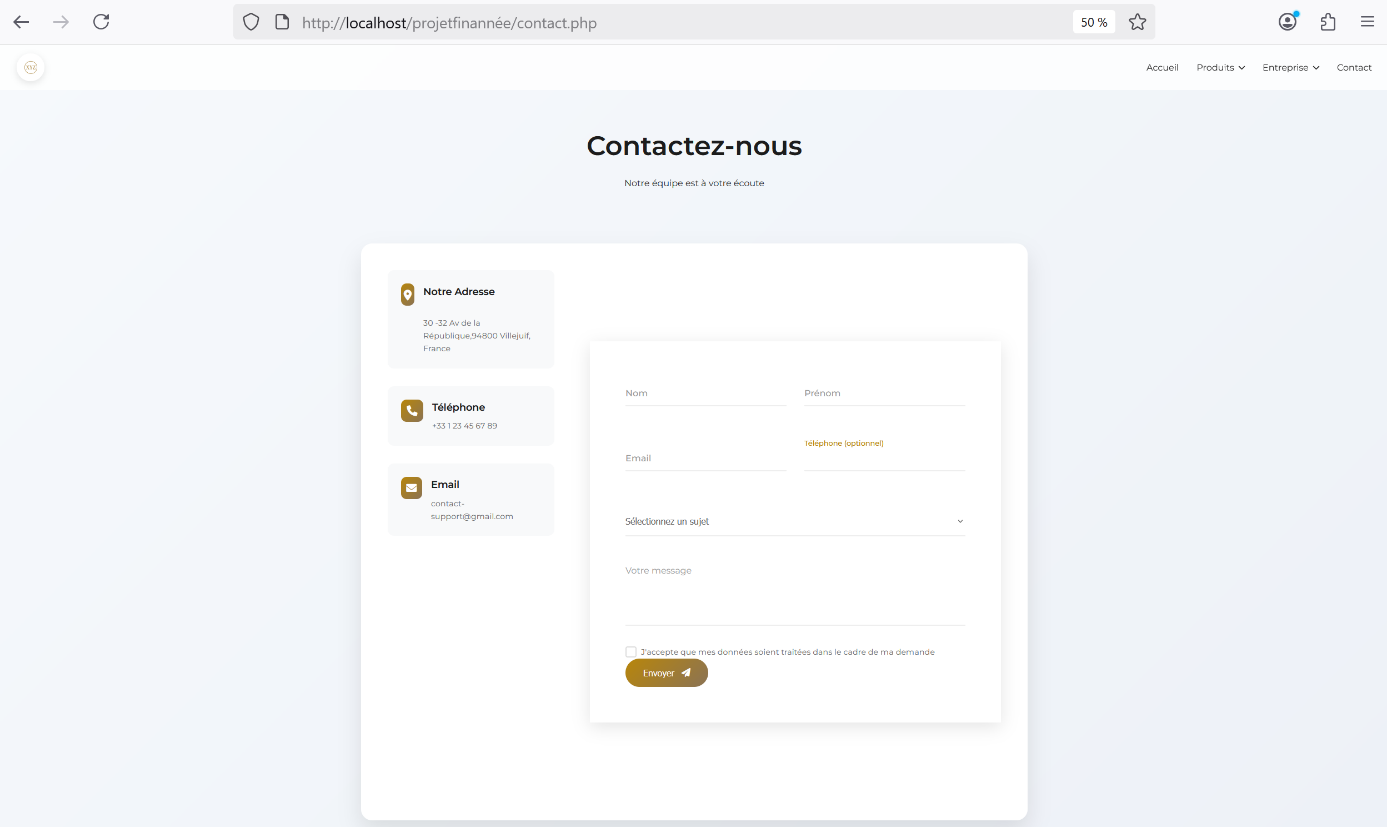 http://localhost/projetfinannée/contact.php
50 %
XYZ
Accueil
Produits
Entreprise
Contact
Contactez-nous
Notre équipe est à votre écoute
Notre Adresse
30 -32 Av de la
République,94800 Villejuif,
France
Téléphone
+33 1 23 45 67 89
Email
contact-
support@gmail.com
Nom
Prénom
Email
Téléphone (optionnel)
Sélectionnez un sujet
Votre message
J'accepte que mes données soient traitées dans le cadre de ma demande
Envoyer